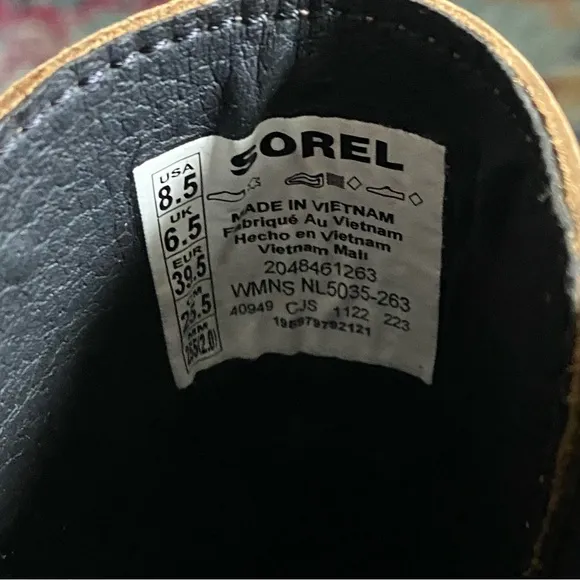 SOREL
USA
8.5
UK
6.5
EUR
39.5
25.5
MADE IN VIETNAM
Fabriqué Au Vietnam
Hecho en Vietnam
Vietnam Mali
2048461263
WMNS NL5035-263
40949 CJS 1122 223